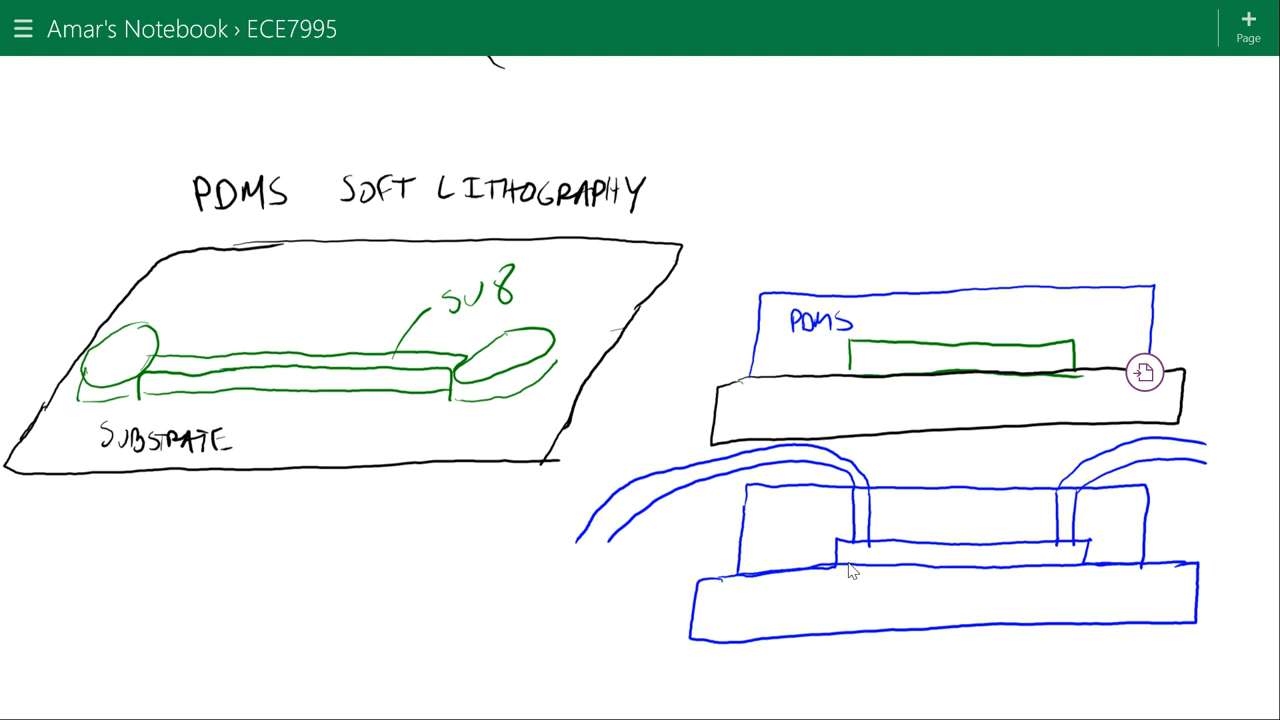 Amar's Notebook › ECE7995
Page
PDMS SOFT LITHOGRAPHY
SU8
PDMS
SUBSTRATE